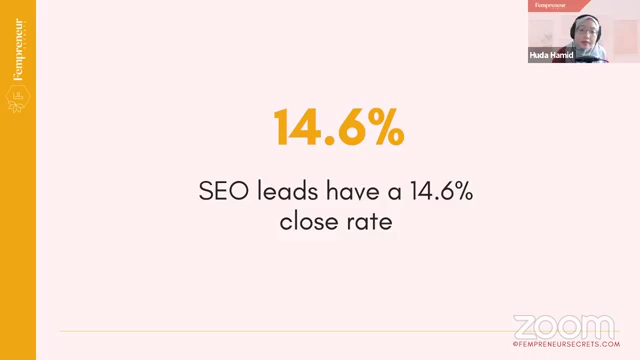 Fempreneur
Fempreneur
Huda Hamid
14.6%
SEO leads have a 14.6%
close rate
zoom
©FEMPRENEURSECRETS.COM